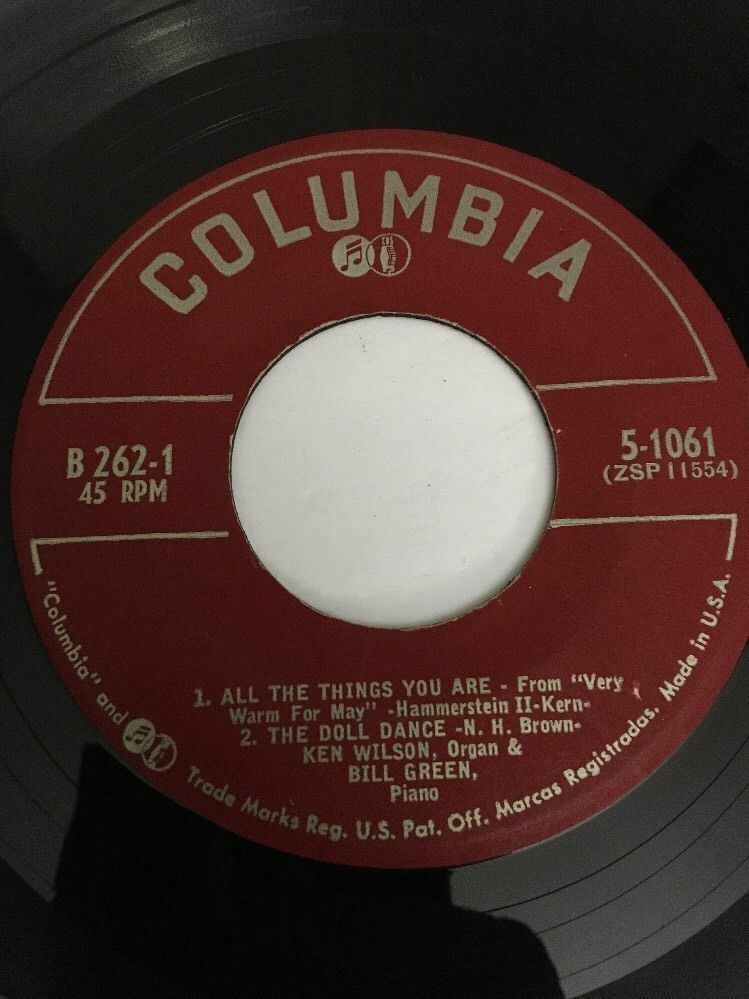 COLUMBIA
B 262-1
45 RPM
5-1061
(ZSP 11554)
1. ALL THE THINGS YOU ARE - From "Very
Warm For May" -Hammerstein II-Kern-
2. THE DOLL DANCE -N. H. Brown-
KEN WILSON, Organ &
BILL GREEN,
Piano
"Columbia" and Trade Marks Reg. U.S. Pat. Off. Marcas Registradas. Made in U.S.A.